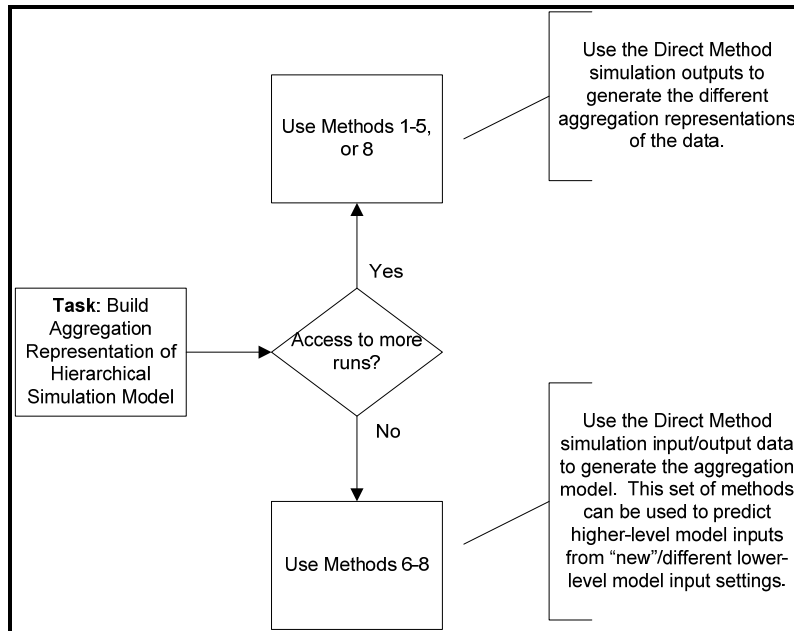 Use Methods 1-5,
or 8
Use the Direct Method
simulation outputs to
generate the different
aggregation representations
of the data.
Yes
Task: Build
Aggregation
Representation of
Hierarchical
Simulation Model
Access to more
runs?
No
Use Methods 6-8
Use the Direct Method
simulation input/output data
to generate the aggregation
model. This set of methods
can be used to predict
higher-level model inputs
from “new”/different lower-
level model input settings.